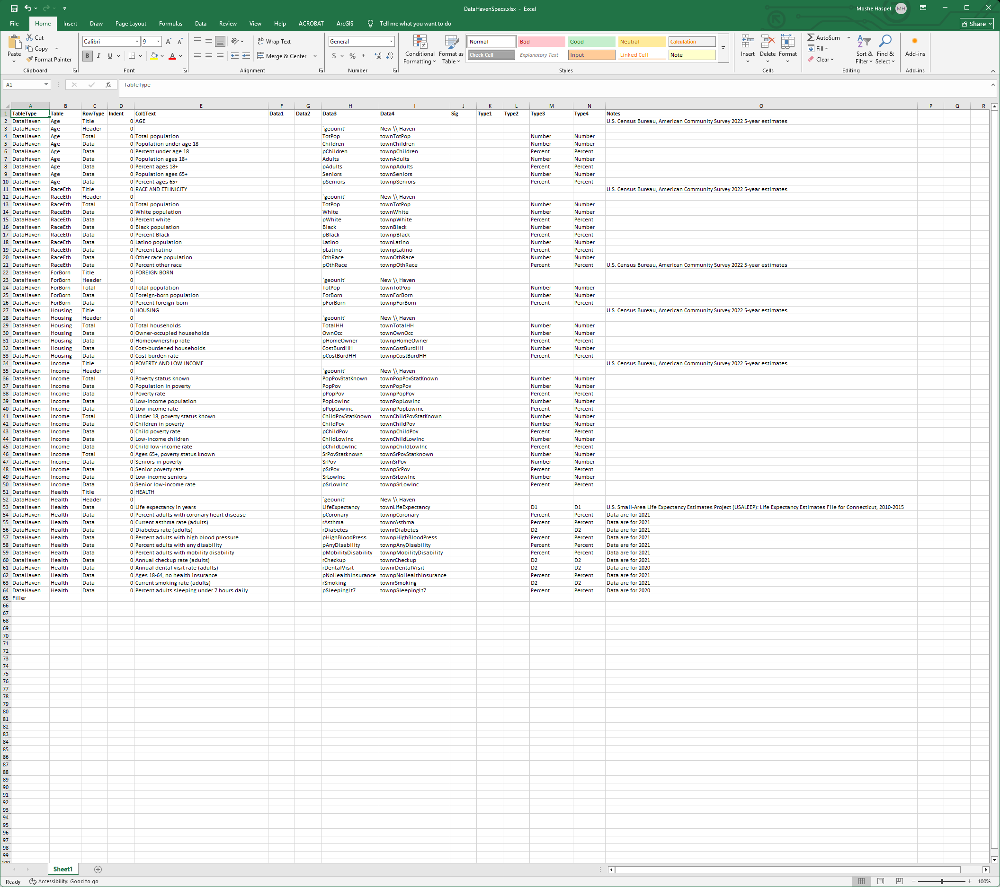 DataHavenSpecs.xlsx - Excel
Moshe Haspel MH
File Home Insert Draw Page Layout Formulas Data Review View Help ACROBAT ArcGIS Tell me what you want to do Share
Paste Cut Copy Format Painter Clipboard
Calibri 9 A A B I U A Font
Wrap Text Merge & Center Alignment
General $ % , Number
Conditional Formatting Format as Table
Normal Bad Good Neutral Calculation
Check Cell Explanatory Text Input Linked Cell Note
Styles
Insert Delete Format Cells
AutoSum Fill Clear Sort & Filter Find & Select Editing
Add-ins Add-ins
A1 fx TableType
A B C D E F G H I J K L M N O P Q R
1 TableType Table RowType Indent Col1Text Data1 Data2 Data3 Data4 Sig Type1 Type2 Type3 Type4 Notes
2 DataHaven Age Title 0 AGE U.S. Census Bureau, American Community Survey 2022 5-year estimates
3 DataHaven Age Header 0 `geounit' New \\ Haven
4 DataHaven Age Total 0 Total population TotPop townTotPop Number Number
5 DataHaven Age Data 0 Population under age 18 Children townChildren Number Number
6 DataHaven Age Data 0 Percent under age 18 pChildren townpChildren Percent Percent
7 DataHaven Age Data 0 Population ages 18+ Adults townAdults Number Number
8 DataHaven Age Data 0 Percent ages 18+ pAdults townpAdults Percent Percent
9 DataHaven Age Data 0 Population ages 65+ Seniors townSeniors Number Number
10 DataHaven Age Data 0 Percent ages 65+ pSeniors townpSeniors Percent Percent
11 DataHaven RaceEth Title 0 RACE AND ETHNICITY U.S. Census Bureau, American Community Survey 2022 5-year estimates
12 DataHaven RaceEth Header 0 `geounit' New \\ Haven
13 DataHaven RaceEth Total 0 Total population TotPop townTotPop Number Number
14 DataHaven RaceEth Data 0 White population White townWhite Number Number
15 DataHaven RaceEth Data 0 Percent white pWhite townpWhite Percent Percent
16 DataHaven RaceEth Data 0 Black population Black townBlack Number Number
17 DataHaven RaceEth Data 0 Percent Black pBlack townpBlack Percent Percent
18 DataHaven RaceEth Data 0 Latino population Latino townLatino Number Number
19 DataHaven RaceEth Data 0 Percent Latino pLatino townpLatino Percent Percent
20 DataHaven RaceEth Data 0 Other race population OthRace townOthRace Number Number
21 DataHaven RaceEth Data 0 Percent other race pOthRace townpOthRace Percent Percent U.S. Census Bureau, American Community Survey 2022 5-year estimates
22 DataHaven ForBorn Title 0 FOREIGN BORN
23 DataHaven ForBorn Header 0 `geounit' New \\ Haven
24 DataHaven ForBorn Total 0 Total population TotPop townTotPop Number Number
25 DataHaven ForBorn Data 0 Foreign-born population ForBorn townForBorn Number Number
26 DataHaven ForBorn Data 0 Percent foreign-born pForBorn townpForBorn Percent Percent
27 DataHaven Housing Title 0 HOUSING U.S. Census Bureau, American Community Survey 2022 5-year estimates
28 DataHaven Housing Header 0 `geounit' New \\ Haven
29 DataHaven Housing Total 0 Total households TotalHH townTotalHH Number Number
30 DataHaven Housing Data 0 Owner-occupied households OwnOcc townOwnOcc Number Number
31 DataHaven Housing Data 0 Homeownership rate pHomeOwner townpHomeOwner Percent Percent
32 DataHaven Housing Data 0 Cost-burdened households CostBurdHH townCostBurdHH Number Number
33 DataHaven Housing Data 0 Cost-burden rate pCostBurdHH townpCostBurdHH Percent Percent
34 DataHaven Income Title 0 POVERTY AND LOW INCOME U.S. Census Bureau, American Community Survey 2022 5-year estimates
35 DataHaven Income Header 0 `geounit' New \\ Haven
36 DataHaven Income Total 0 Poverty status known PopPovStatKnown townPopPovStatKnown Number Number
37 DataHaven Income Data 0 Population in poverty PopPov townPopPov Number Number
38 DataHaven Income Data 0 Poverty rate pPopPov townpPopPov Percent Percent
39 DataHaven Income Data 0 Low-income population PopLowInc townPopLowInc Number Number
40 DataHaven Income Data 0 Low-income rate pPopLowinc townpPopLowinc Percent Percent
41 DataHaven Income Total 0 Under 18, poverty status known ChildPovStatKnown townChildPovStatKnown Number Number
42 DataHaven Income Data 0 Children in poverty ChildPov townChildPov Number Number
43 DataHaven Income Data 0 Child poverty rate pChildPov townpChildPov Percent Percent
44 DataHaven Income Data 0 Low-income children ChildLowInc townChildLowInc Number Number
45 DataHaven Income Data 0 Child low-income rate pChildLowInc townpChildLowInc Percent Percent
46 DataHaven Income Total 0 Ages 65+, poverty status known SrPovStatknown townSrPovStatknown Number Number
47 DataHaven Income Data 0 Seniors in poverty SrPov townSrPov Number Number
48 DataHaven Income Data 0 Senior poverty rate pSrPov townpSrPov Percent Percent
49 DataHaven Income Data 0 Low-income seniors SrLowInc townSrLowInc Number Number
50 DataHaven Income Data 0 Senior low-income rate pSrLowInc townpSrLowInc Percent Percent
51 DataHaven Health Title 0 HEALTH
52 DataHaven Health Header 0 `geounit' New \\ Haven
53 DataHaven Health Data 0 Life expectancy in years LifeExpectancy townLifeExpectancy D1 D1 U.S. Small-Area Life Expectancy Estimates Project (USALEEP): Life Expectancy Estimates File for Connecticut, 2010-2015
54 DataHaven Health Data 0 Percent adults with coronary heart disease pCoronary townpCoronary Percent Percent Data are for 2021
55 DataHaven Health Data 0 Current asthma rate (adults) rAsthma townrAsthma Percent Percent Data are for 2021
56 DataHaven Health Data 0 Diabetes rate (adults) rDiabetes townrDiabetes D2 D2 Data are for 2021
57 DataHaven Health Data 0 Percent adults with high blood pressure pHighBloodPress townpHighBloodPress Percent Percent Data are for 2021
58 DataHaven Health Data 0 Percent adults with any disability pAnyDisability townpAnyDisability Percent Percent Data are for 2021
59 DataHaven Health Data 0 Percent adults with mobility disability pMobilityDisability townpMobilityDisability Percent Percent Data are for 2021
60 DataHaven Health Data 0 Annual checkup rate (adults) rCheckup townrCheckup D2 D2 Data are for 2021
61 DataHaven Health Data 0 Annual dental visit rate (adults) rDentalVisit townrDentalVisit D2 D2 Data are for 2020
62 DataHaven Health Data 0 Ages 18-64, no health insurance pNoHealthInsurance townpNoHealthInsurance Percent Percent Data are for 2021
63 DataHaven Health Data 0 Current smoking rate (adults) rSmoking townrSmoking D2 D2 Data are for 2021
64 DataHaven Health Data 0 Percent adults sleeping under 7 hours daily pSleepingLt7 townpSleepingLt7 Percent Percent Data are for 2020
65 Filler
66
67
68
69
70
71
72
73
74
75
76
77
78
79
80
81
82
83
84
85
86
87
88
89
90
91
92
93
94
95
96
97
98
99
100
Sheet1
Ready Accessibility: Good to go 100%